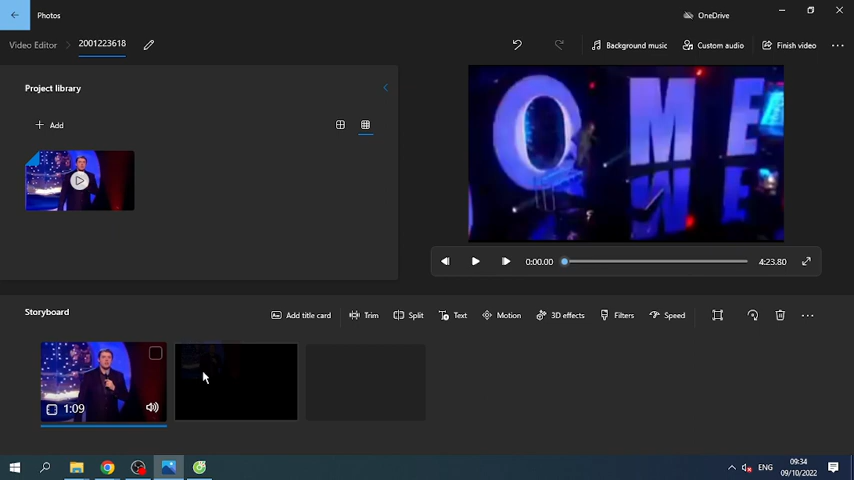 Photos
OneDrive
Video Editor
2001223618
Background music
Custom audio
Finish video
Project library
Add
O M E
0:00.00
4:23.80
Storyboard
Add title card
Trim
Split
Text
Motion
3D effects
Filters
Speed
1:09
ENG
09:34
09/10/2022